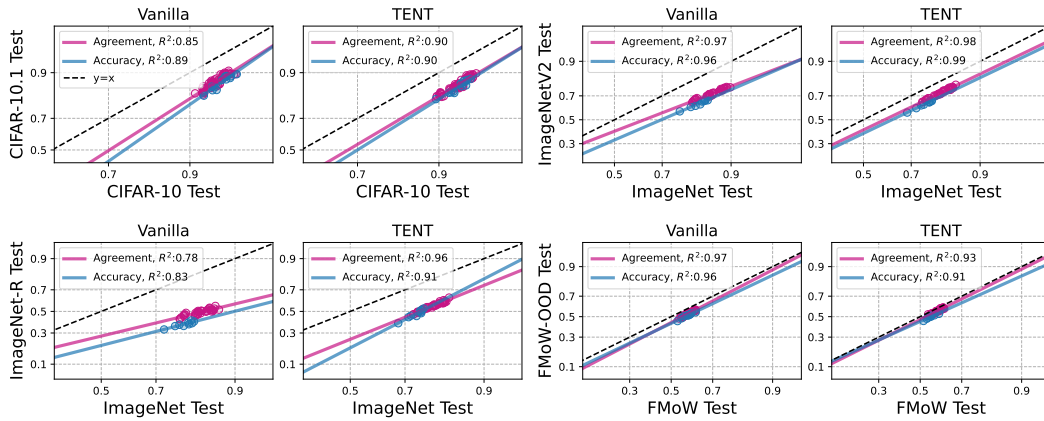 Vanilla
CIFAR-10.1 Test
Agreement, R²:0.85
Accuracy, R²:0.89
y=x
0.9
0.7
0.5
0.7
0.9
CIFAR-10 Test
TENT
Agreement, R²:0.90
Accuracy, R²:0.90
0.9
0.7
0.5
0.7
0.9
CIFAR-10 Test
Vanilla
ImageNetV2 Test
Agreement, R²:0.97
Accuracy, R²:0.96
0.9
0.7
0.5
0.3
0.5
0.7
0.9
ImageNet Test
TENT
Agreement, R²:0.98
Accuracy, R²:0.99
0.9
0.7
0.5
0.3
0.5
0.7
0.9
ImageNet Test
Vanilla
ImageNet-R Test
Agreement, R²:0.78
Accuracy, R²:0.83
0.9
0.7
0.5
0.3
0.1
0.5
0.7
0.9
ImageNet Test
TENT
Agreement, R²:0.96
Accuracy, R²:0.91
0.9
0.7
0.5
0.3
0.1
0.5
0.7
0.9
ImageNet Test
Vanilla
FMoW-OOD Test
Agreement, R²:0.97
Accuracy, R²:0.96
0.9
0.7
0.5
0.1
0.3
0.5
0.7
0.9
FMoW Test
TENT
Agreement, R²:0.93
Accuracy, R²:0.91
0.9
0.7
0.5
0.1
0.3
0.5
0.7
0.9
FMoW Test